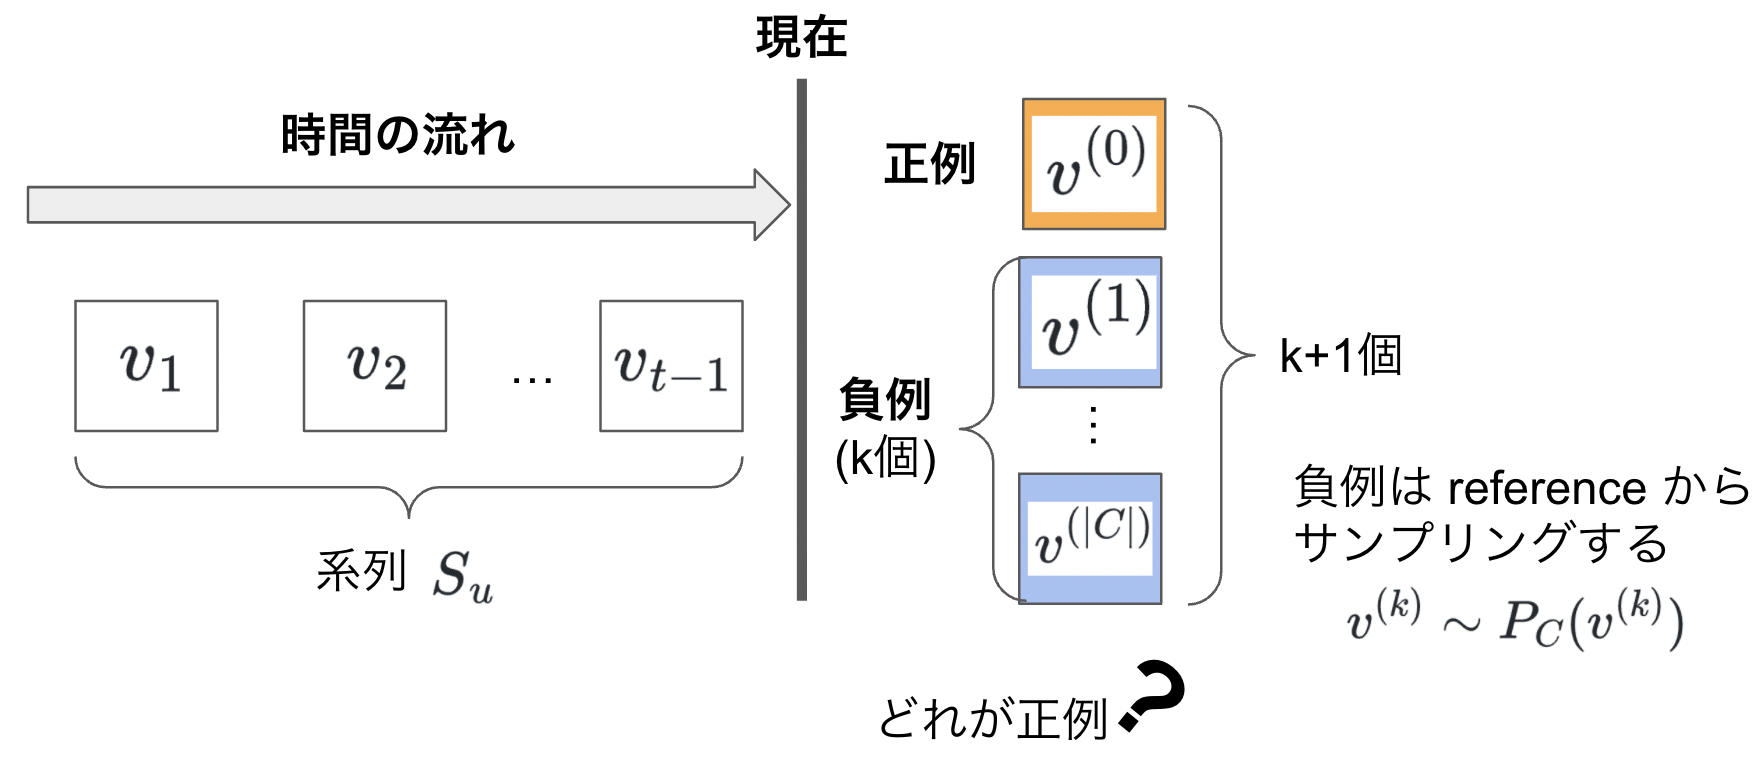 現在
時間の流れ
正例
v^{(0)}
v^{(1)}
v_1
v_2
...
v_{t-1}
k+1個
負例
(k個)
⋮
v^{(|C|)}
系列 S_u
負例は reference から
サンプリングする
v^{(k)} ∼ P_C(v^{(k)})
どれが正例?